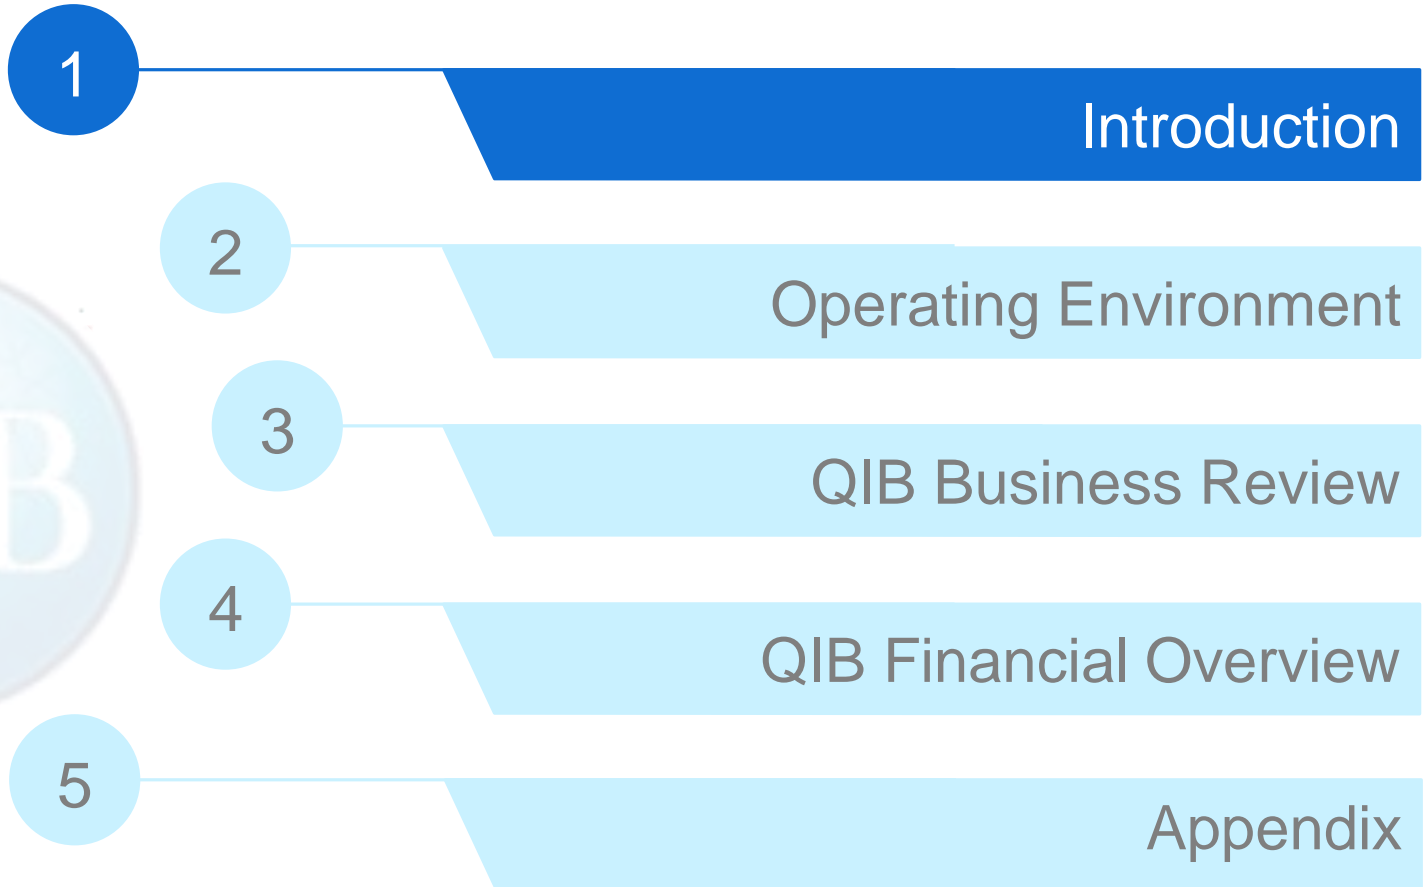 1
Introduction
2
Operating Environment
3
QIB Business Review
4
QIB Financial Overview
5
Appendix
B